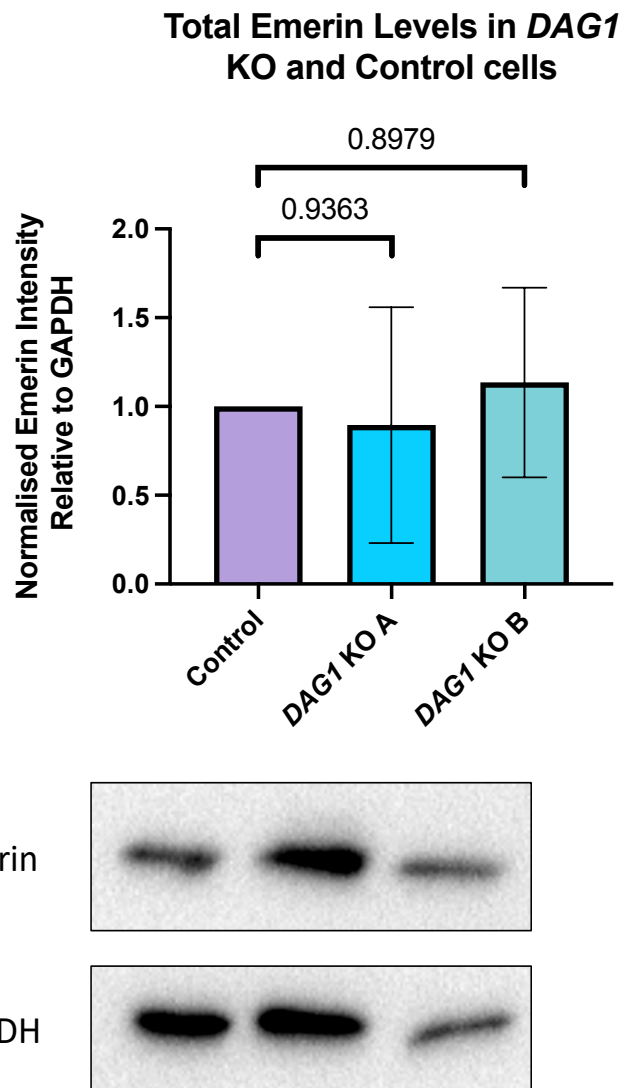 Total Emerin Levels in DAG1
KO and Control cells
0.8979
0.9363
Normalised Emerin Intensity
Relative to GAPDH
2.0
1.5
1.0
0.5
0.0
Control
DAG1 KO A
DAG1 KO B
rin
DH